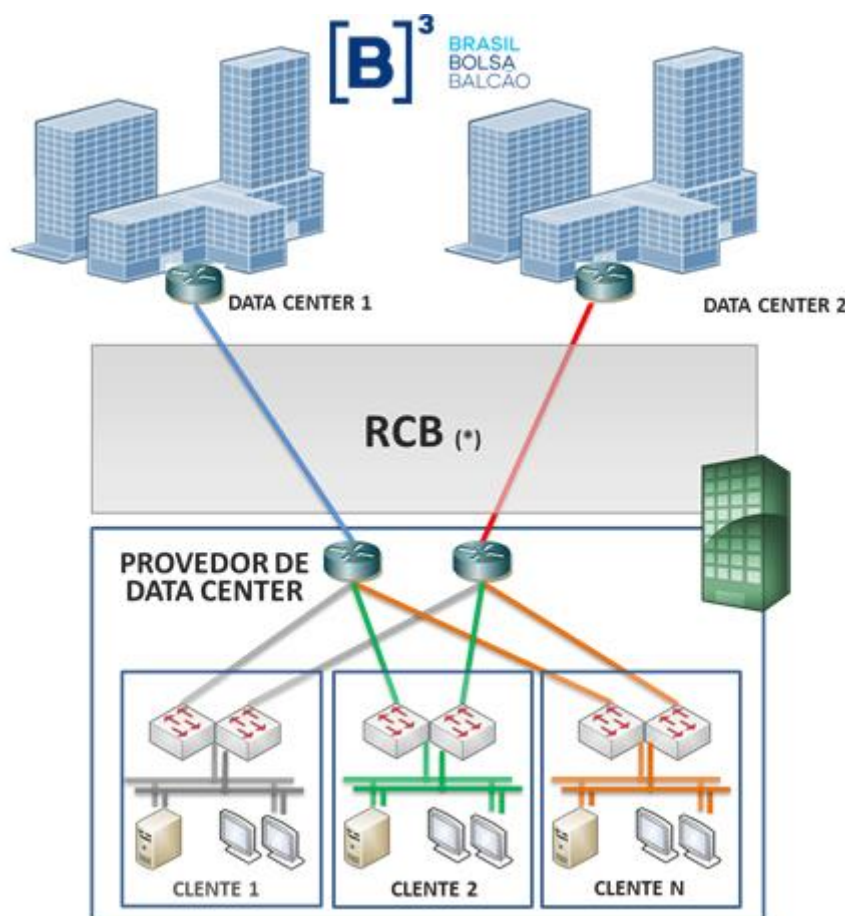 [B]³ BRASIL
BOLSA
BALCÃO
DATA CENTER 1
DATA CENTER 2
RCB (*)
PROVEDOR DE
DATA CENTER
CLENTE 1
CLENTE 2
CLENTE N